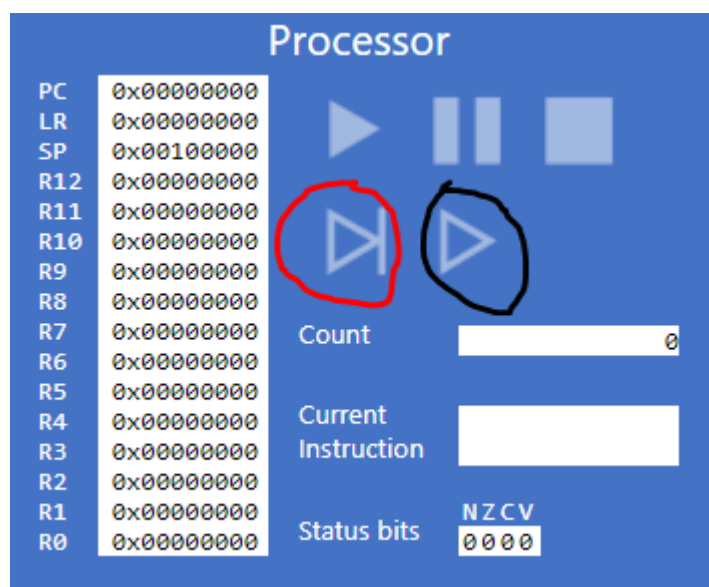 Processor
PC 0x00000000
LR 0x00000000
SP 0x00100000
R12 0x00000000
R11 0x00000000
R10 0x00000000
R9 0x00000000
R8 0x00000000
R7 0x00000000
R6 0x00000000
R5 0x00000000
R4 0x00000000
R3 0x00000000
R2 0x00000000
R1 0x00000000
R0 0x00000000
Count 0
Current
Instruction
NZCV
Status bits 0000